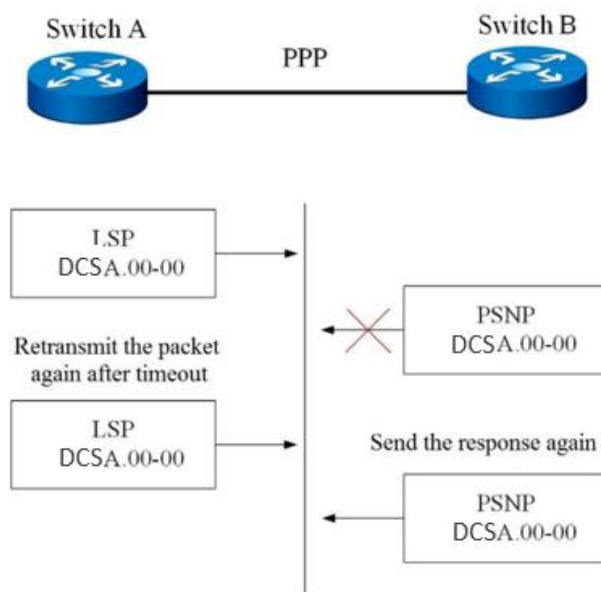 Switch A
Switch B
PPP
LSP
DCSA.00-00
PSNP
DCSA.00-00
Retransmit the packet
again after timeout
LSP
DCSA.00-00
Send the response again
PSNP
DCSA.00-00